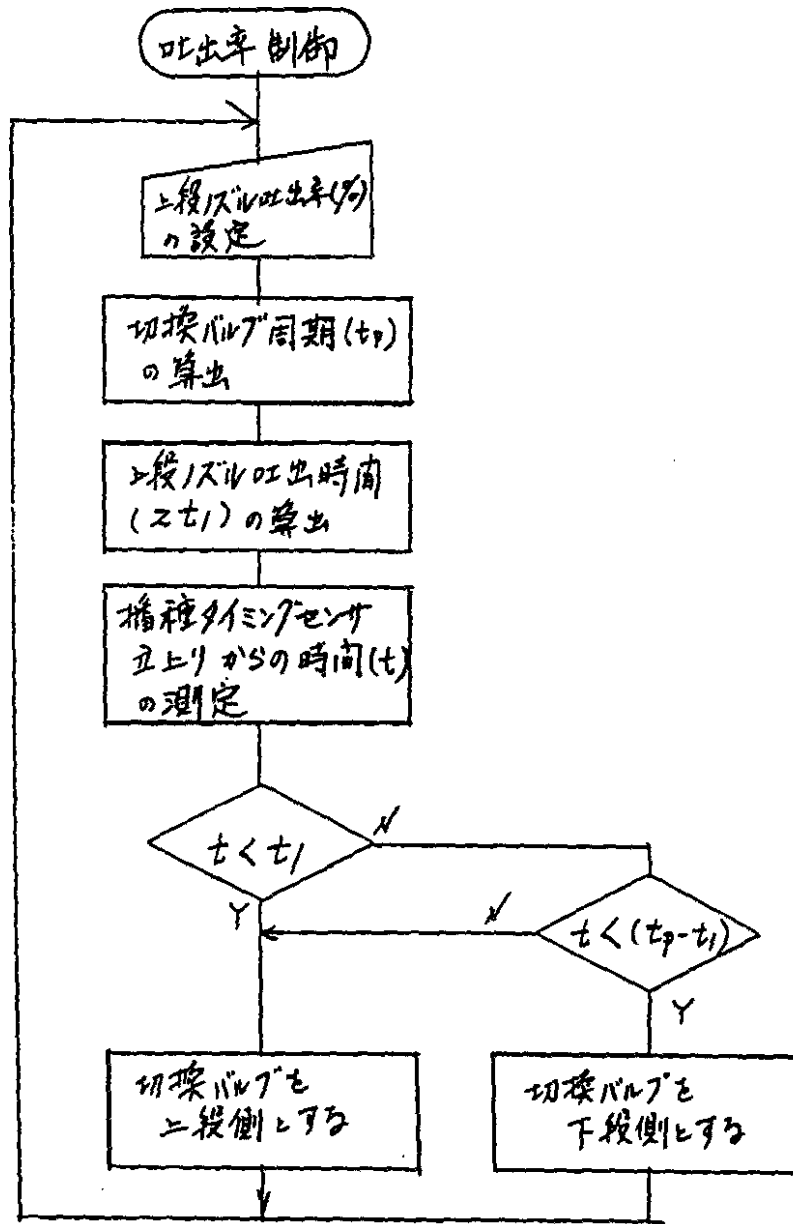 吐出率制御
上段ノズル吐出率(%)
の設定
切換バルブ周期(tp)
の算出
上段ノズル吐出時間
(2t1)の算出
播種タイミングセンサ
立上りからの時間(t)
の測定
t<t1
N
Y
N
t<(tp-t1)
Y
切換バルブを
上段側とする
切換バルブを
下段側とする